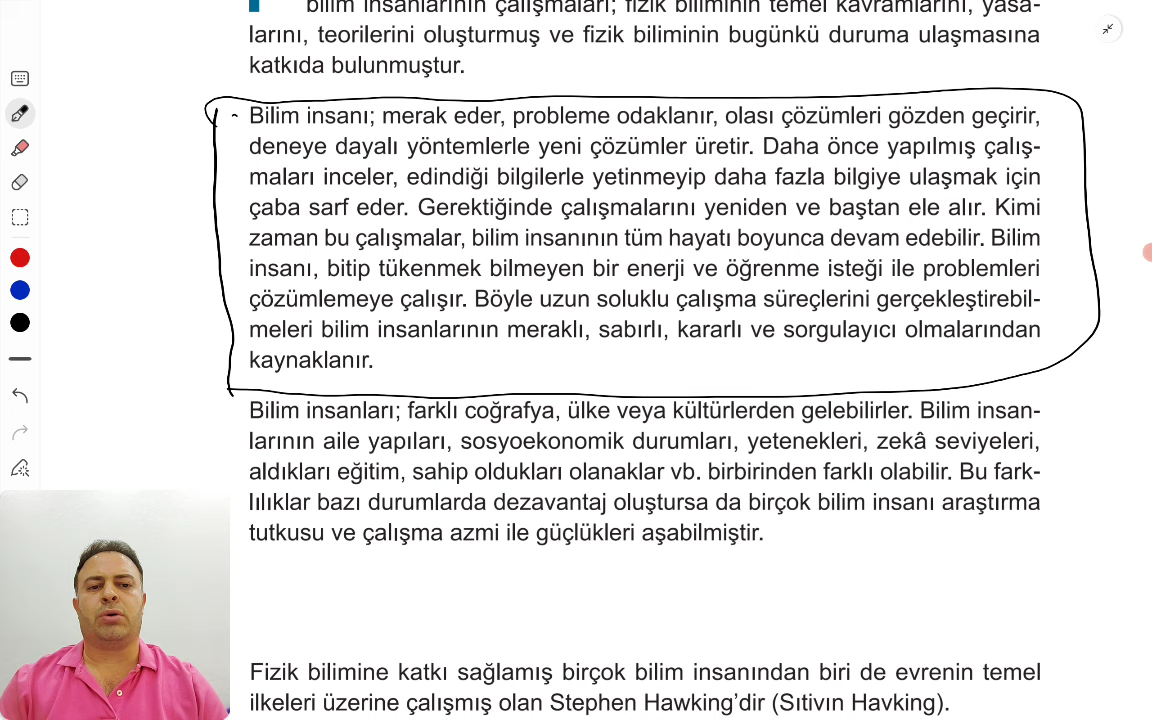 bilim insanlarının çalışmaları; fizik biliminin temel kavramlarını, yasa-
larını, teorilerini oluşturmuş ve fizik biliminin bugünkü duruma ulaşmasına
katkıda bulunmuştur.
Bilim insanı; merak eder, probleme odaklanır, olası çözümleri gözden geçirir,
deneye dayalı yöntemlerle yeni çözümler üretir. Daha önce yapılmış çalış-
maları inceler, edindiği bilgilerle yetinmeyip daha fazla bilgiye ulaşmak için
çaba sarf eder. Gerektiğinde çalışmalarını yeniden ve baştan ele alır. Kimi
zaman bu çalışmalar, bilim insanının tüm hayatı boyunca devam edebilir. Bilim
insanı, bitip tükenmek bilmeyen bir enerji ve öğrenme isteği ile problemleri
çözümlemeye çalışır. Böyle uzun soluklu çalışma süreçlerini gerçekleştirebil-
meleri bilim insanlarının meraklı, sabırlı, kararlı ve sorgulayıcı olmalarından
kaynaklanır.
Bilim insanları; farklı coğrafya, ülke veya kültürlerden gelebilirler. Bilim insan-
larının aile yapıları, sosyoekonomik durumları, yetenekleri, zekâ seviyeleri,
aldıkları eğitim, sahip oldukları olanaklar vb. birbirinden farklı olabilir. Bu fark-
lılıklar bazı durumlarda dezavantaj oluştursa da birçok bilim insanı araştırma
tutkusu ve çalışma azmi ile güçlükleri aşabilmiştir.
Fizik bilimine katkı sağlamış birçok bilim insanından biri de evrenin temel
ilkeleri üzerine çalışmış olan Stephen Hawking’dir (Sıtivın Havking).